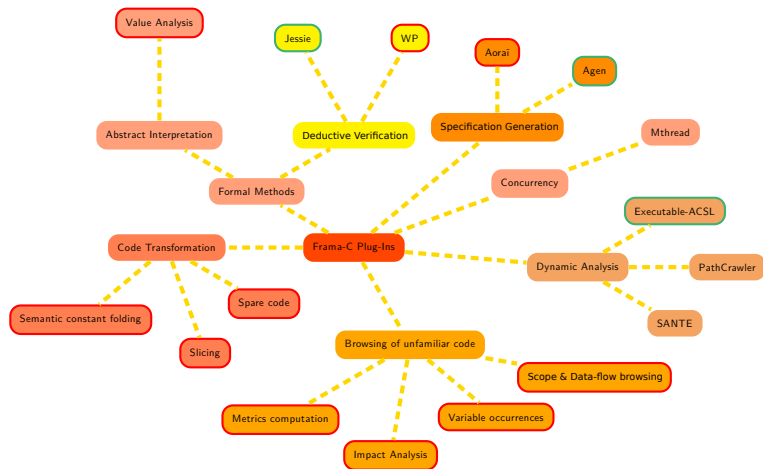 Value Analysis
Jessie
WP
Aoraï
Agen
Abstract Interpretation
Deductive Verification
Specification Generation
Mthread
Formal Methods
Concurrency
Executable-ACSL
Code Transformation
Frama-C Plug-Ins
Dynamic Analysis
PathCrawler
Semantic constant folding
Spare code
SANTE
Slicing
Browsing of unfamiliar code
Scope & Data-flow browsing
Metrics computation
Variable occurrences
Impact Analysis